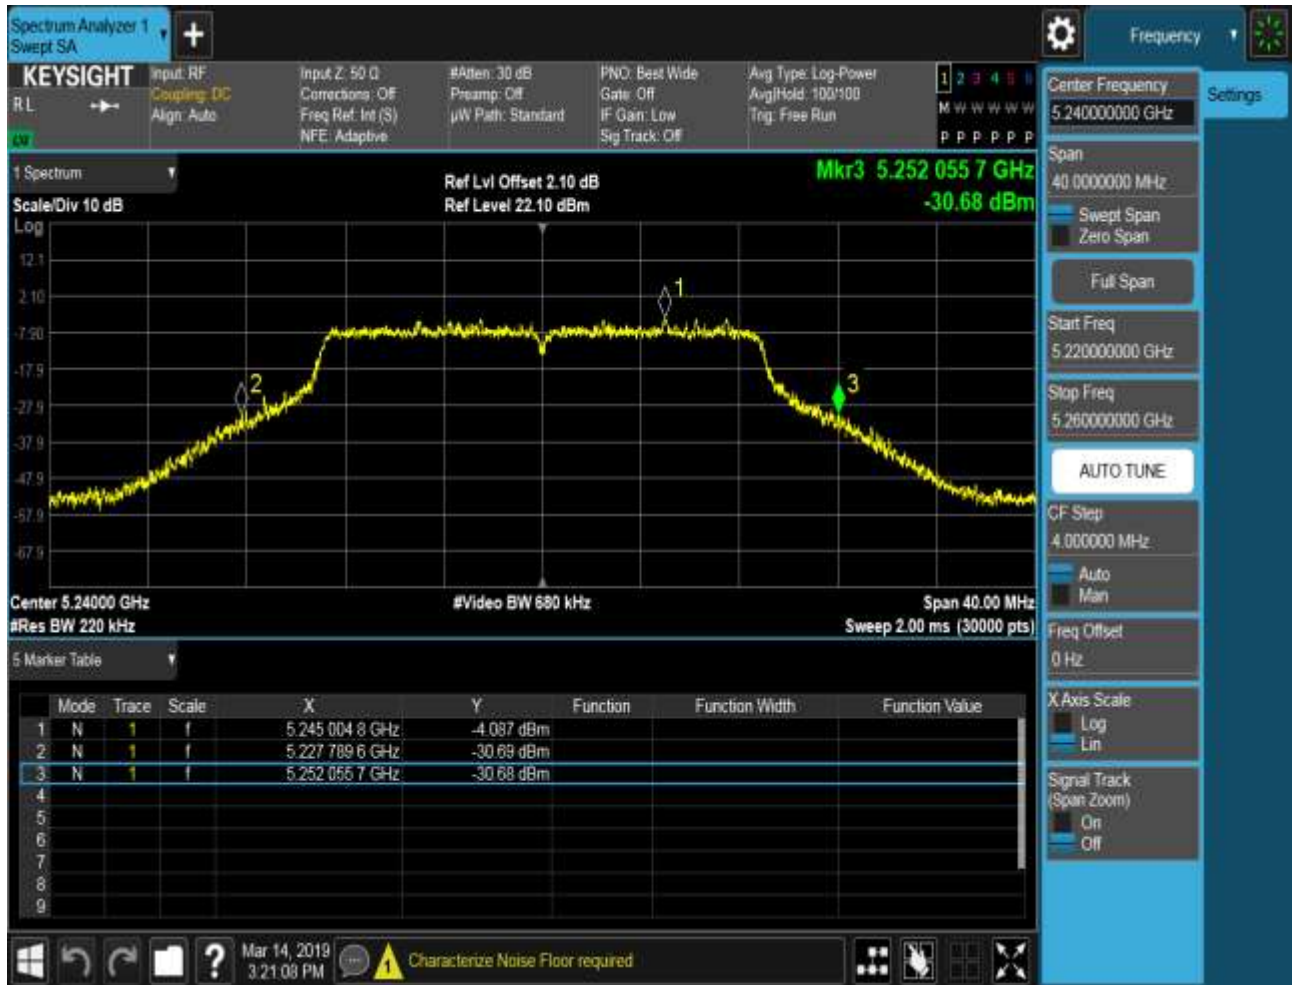 Spectrum Analyzer 1
Swept SA
Frequency
KEYSIGHT
RL
Input: RF
Coupling: DC
Align: Auto
Input Z: 50 Ω
Corrections: Off
Freq Ref: Int (S)
NFE: Adaptive
#Atten: 30 dB
Preamp: Off
µW Path: Standard
PNO: Best Wide
Gate: Off
IF Gain: Low
Sig Track: Off
Avg Type: Log-Power
Avg|Hold: 100/100
Trig: Free Run
1 2 3 4 5 6
M W W W W W
P P P P P P
1 Spectrum
Scale/Div 10 dB
Ref Lvl Offset 2.10 dB
Ref Level 22.10 dBm
Mkr3 5.252 055 7 GHz
-30.68 dBm
Log
12.1
2.10
-7.90
-17.9
-27.9
-37.9
-47.9
-57.9
-67.9
1
2
3
Center 5.24000 GHz
#Res BW 220 kHz
#Video BW 680 kHz
Span 40.00 MHz
Sweep 2.00 ms (30000 pts)
5 Marker Table
Mode Trace Scale X Y Function Function Width Function Value
1 N 1 f 5.245 004 8 GHz -4.087 dBm
2 N 1 f 5.227 789 6 GHz -30.69 dBm
3 N 1 f 5.252 055 7 GHz -30.68 dBm
4
5
6
7
8
9
Mar 14, 2019
3:21:08 PM
1
Characterize Noise Floor required
Center Frequency
5.240000000 GHz
Settings
Span
40.0000000 MHz
Swept Span
Zero Span
Full Span
Start Freq
5.220000000 GHz
Stop Freq
5.260000000 GHz
AUTO TUNE
CF Step
4.000000 MHz
Auto
Man
Freq Offset
0 Hz
X Axis Scale
Log
Lin
Signal Track
(Span Zoom)
On
Off